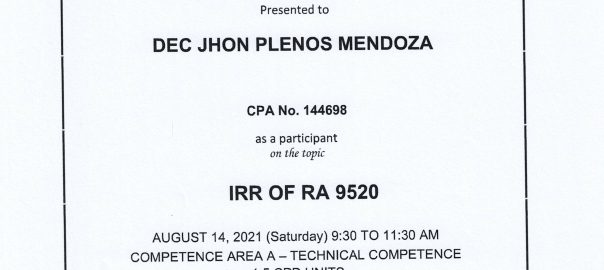 Presented to
DEC JHON PLENOS MENDOZA
CPA No. 144698
as a participant
on the topic
IRR OF RA 9520
AUGUST 14, 2021 (Saturday) 9:30 TO 11:30 AM
COMPETENCE AREA A – TECHNICAL COMPETENCE